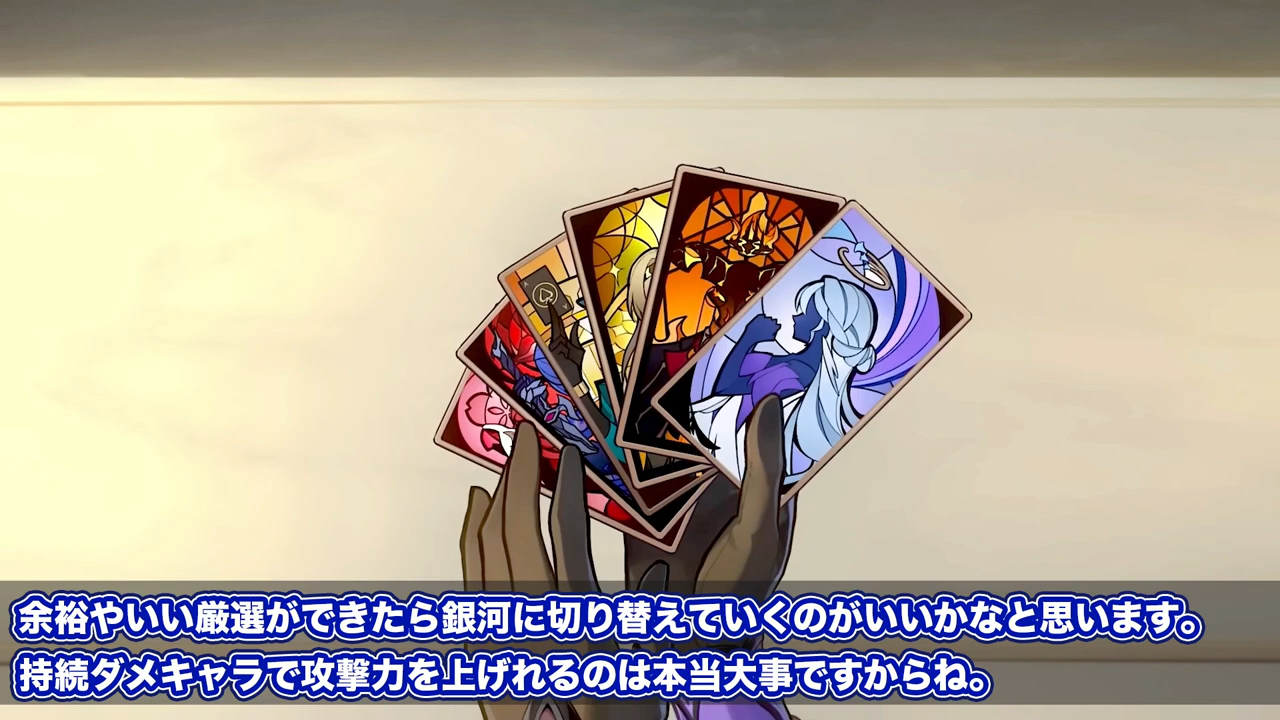 余裕やいい厳選ができたら銀河に切り替えていくのがいいかなと思います。
持続ダメキャラで攻撃力を上げれるのは本当大事ですからね。